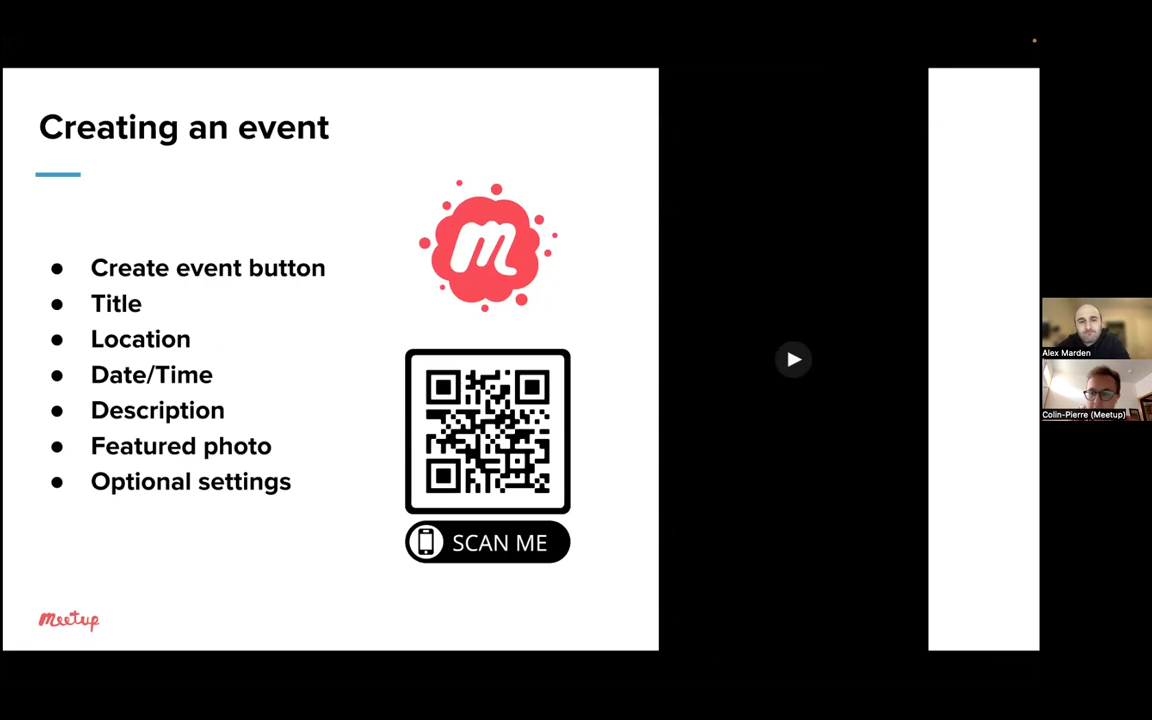 Creating an event
Create event button
Title
Location
Date/Time
Description
Featured photo
Optional settings
m
SCAN ME
meetup
Alex Marden
Colin-Pierre (Meetup)